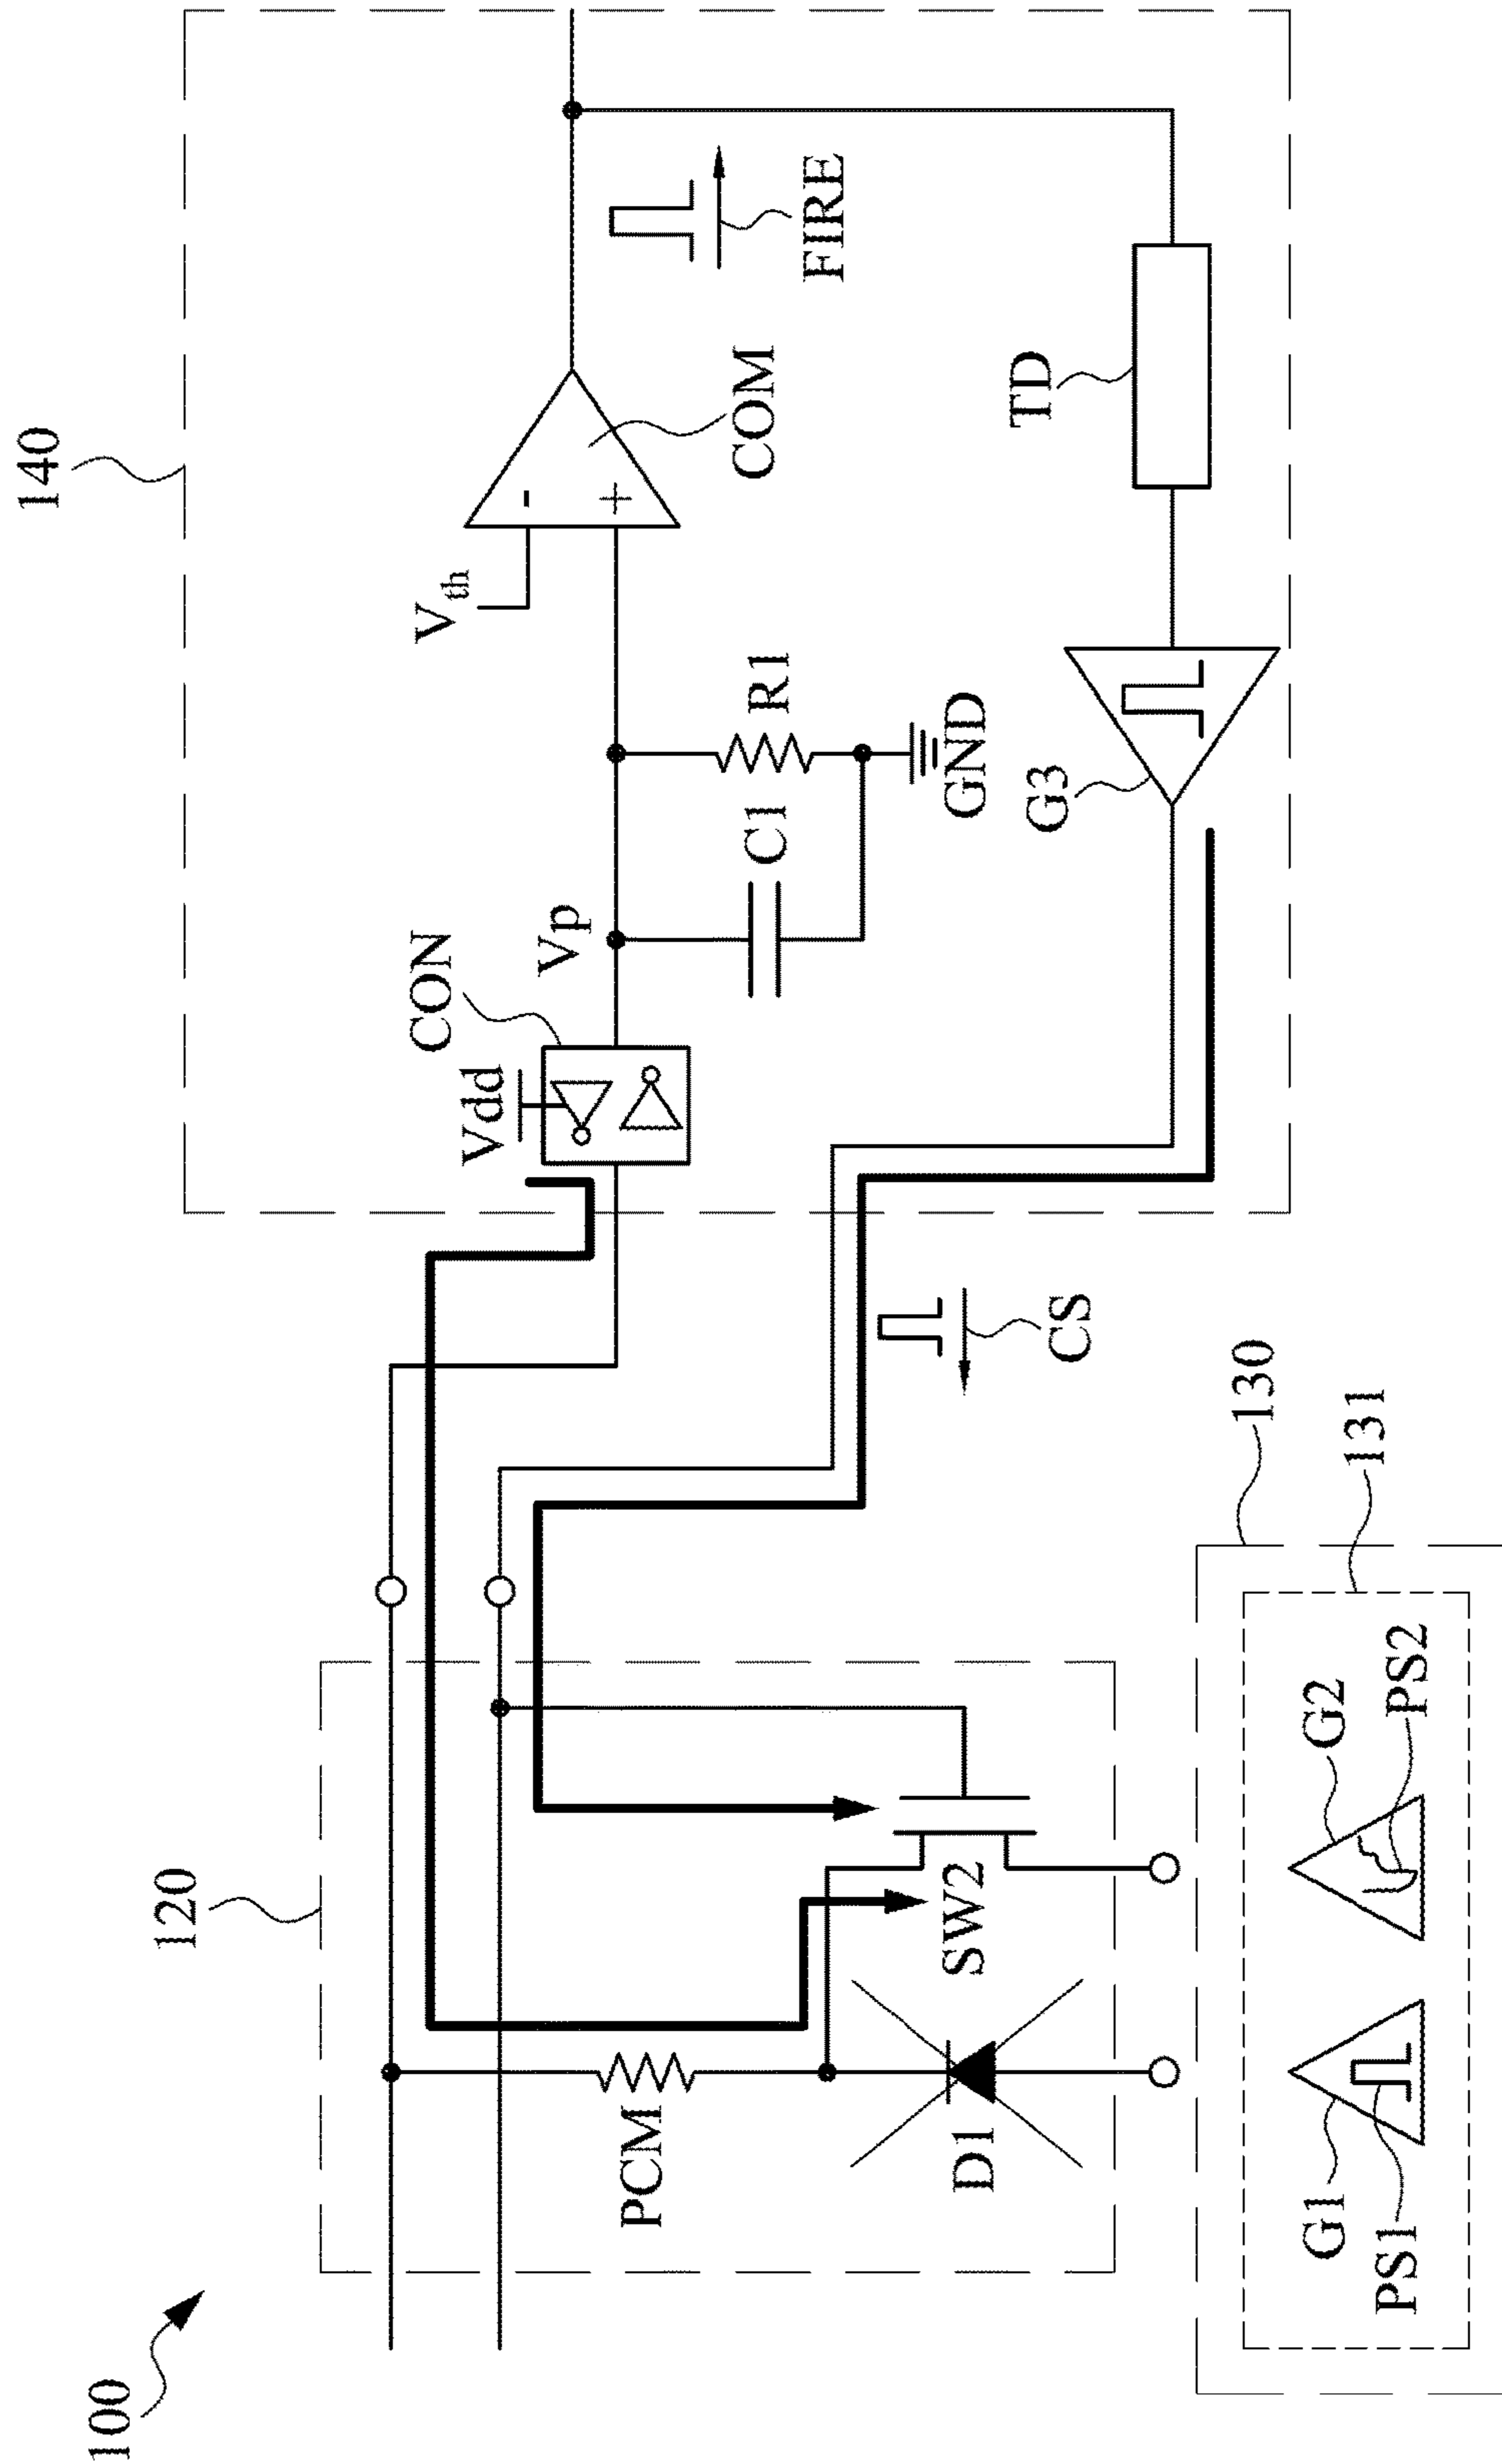 100
120
140
PCM
D1
SW2
CS
Vdd
CON
Vp
C1
R1
GND
Vth
COM
FIRE
TD
G3
130
131
G1
PS1
G2
PS2
-
+